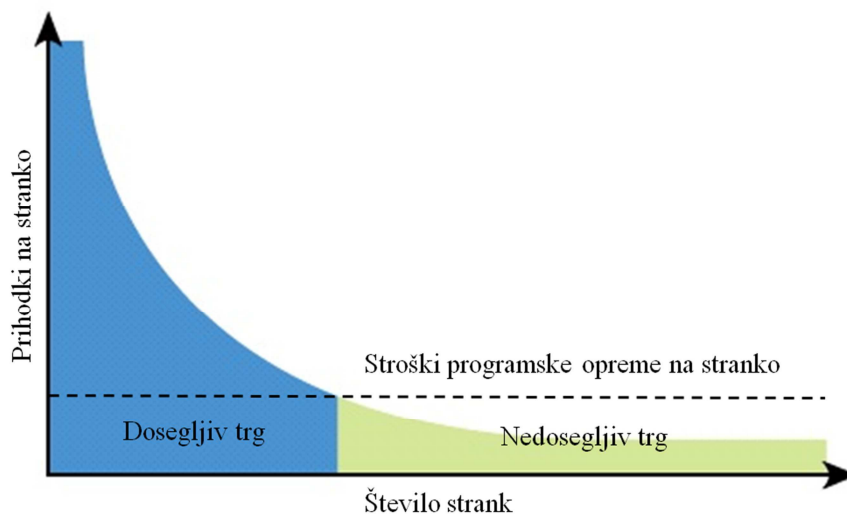 Prihodki na stranko
Stroški programske opreme na stranko
Dosegljiv trg
Nedosegljiv trg
Število strank